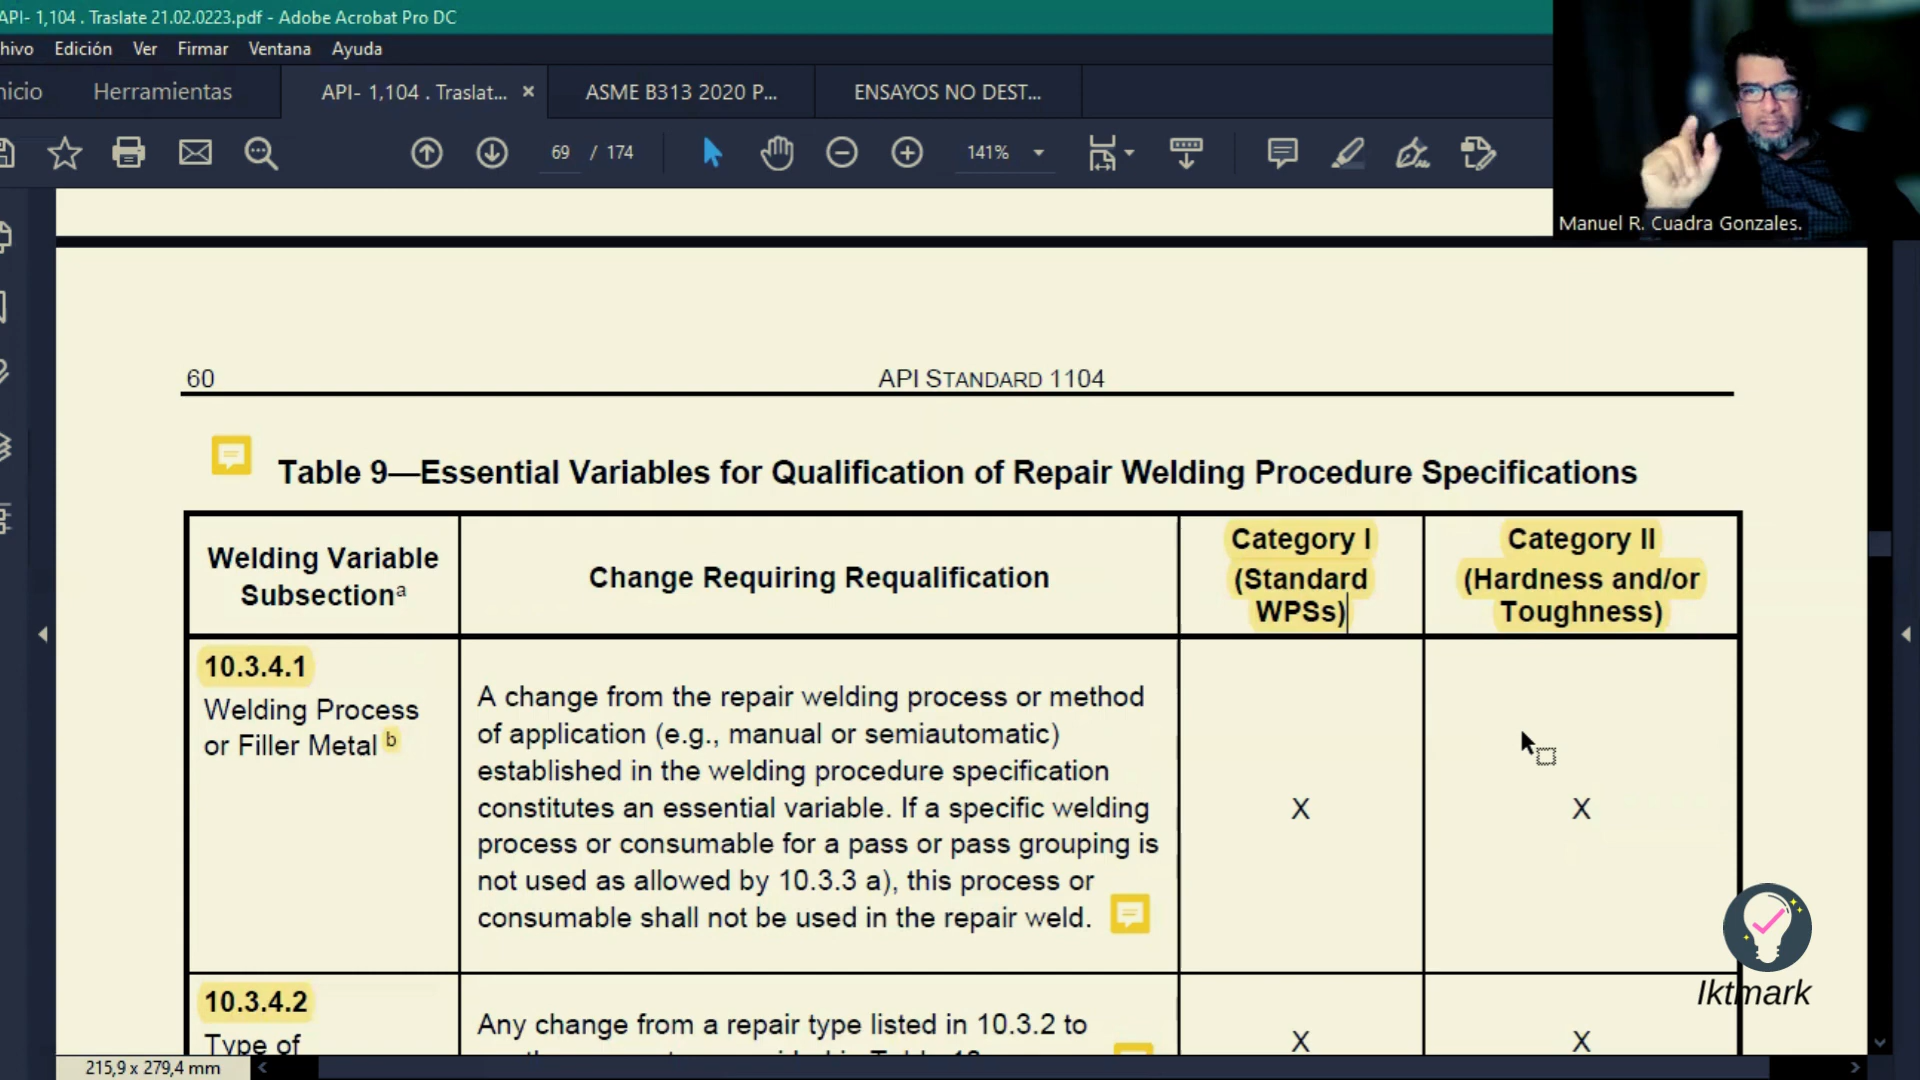 API- 1,104 . Traslate 21.02.0223.pdf - Adobe Acrobat Pro DC
hivo Edición Ver Firmar Ventana Ayuda
nicio Herramientas API- 1,104 . Traslat... × ASME B313 2020 P... ENSAYOS NO DEST...
69 / 174 141%
Manuel R. Cuadra Gonzales.
60 API STANDARD 1104
Table 9—Essential Variables for Qualification of Repair Welding Procedure Specifications
Welding Variable
Subsectionᵃ
Change Requiring Requalification
Category I
(Standard
WPSs)
Category II
(Hardness and/or
Toughness)
10.3.4.1
Welding Process
or Filler Metal ᵇ
A change from the repair welding process or method
of application (e.g., manual or semiautomatic)
established in the welding procedure specification
constitutes an essential variable. If a specific welding
process or consumable for a pass or pass grouping is
not used as allowed by 10.3.3 a), this process or
consumable shall not be used in the repair weld.
X X
10.3.4.2
Type of
Any change from a repair type listed in 10.3.2 to
X X
Iktmark
215,9 x 279,4 mm